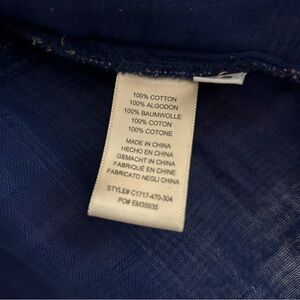 100% COTTON
100% ALGODON
100% BAUMWOLLE
100% COTON
100% COTONE
MADE IN CHINA
HECHO EN CHINA
GEMACHT IN CHINA
FABRIQUÉ EN CHINE
FABRICATO NEGLI CHINA
STYLE# C1717-470-304
PO# EM35935